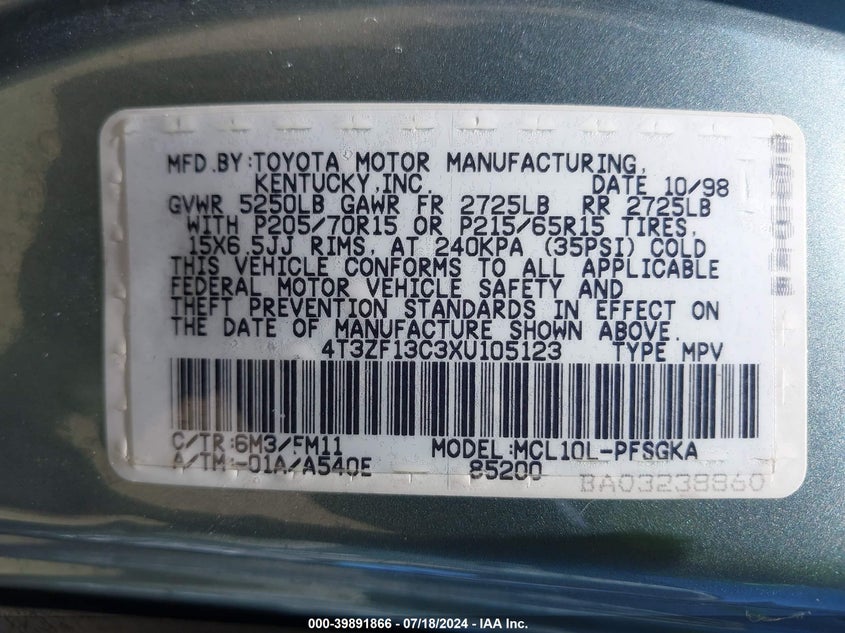 MFD.BY:TOYOTA MOTOR MANUFACTURING,
KENTUCKY,INC. DATE 10/98
GVWR 5250LB GAWR FR 2725LB RR 2725LB
WITH P205/70R15 OR P215/65R15 TIRES,
15X6.5JJ RIMS, AT 240KPA (35PSI) COLD
THIS VEHICLE CONFORMS TO ALL APPLICABLE
FEDERAL MOTOR VEHICLE SAFETY AND
THEFT PREVENTION STANDARDS IN EFFECT ON
THE DATE OF MANUFACTURE SHOWN ABOVE.
4T3ZF13C3XU105123 TYPE MPV
C/TR:6M3/FM11 MODEL:MCL10L-PFSGKA
A/TM:-01A/A540E 85200
BA03238860
000-39891866 / 07/18/2024 / IAA Inc.